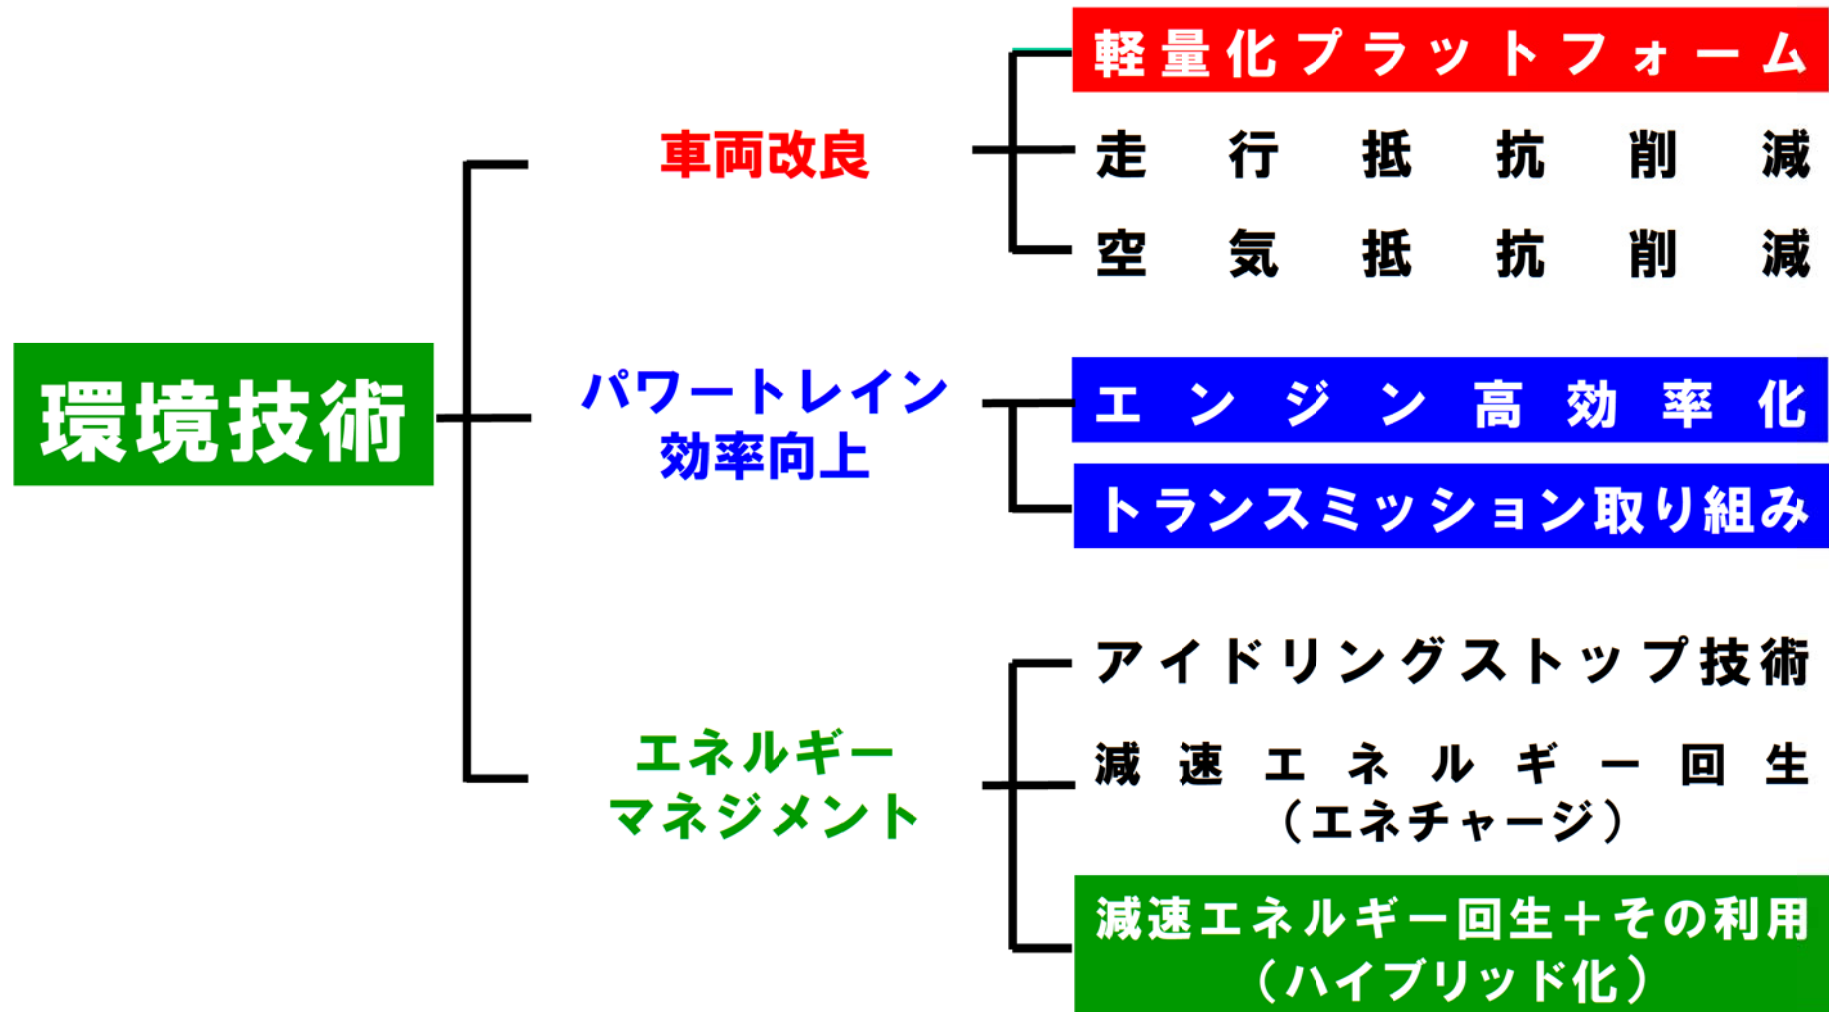 環境技術
車両改良
軽量化プラットフォーム
走行抵抗削減
空気抵抗削減
パワートレイン
効率向上
エンジン高効率化
トランスミッション取り組み
エネルギー
マネジメント
アイドリングストップ技術
減速エネルギー回生
（エネチャージ）
減速エネルギー回生＋その利用
（ハイブリッド化）